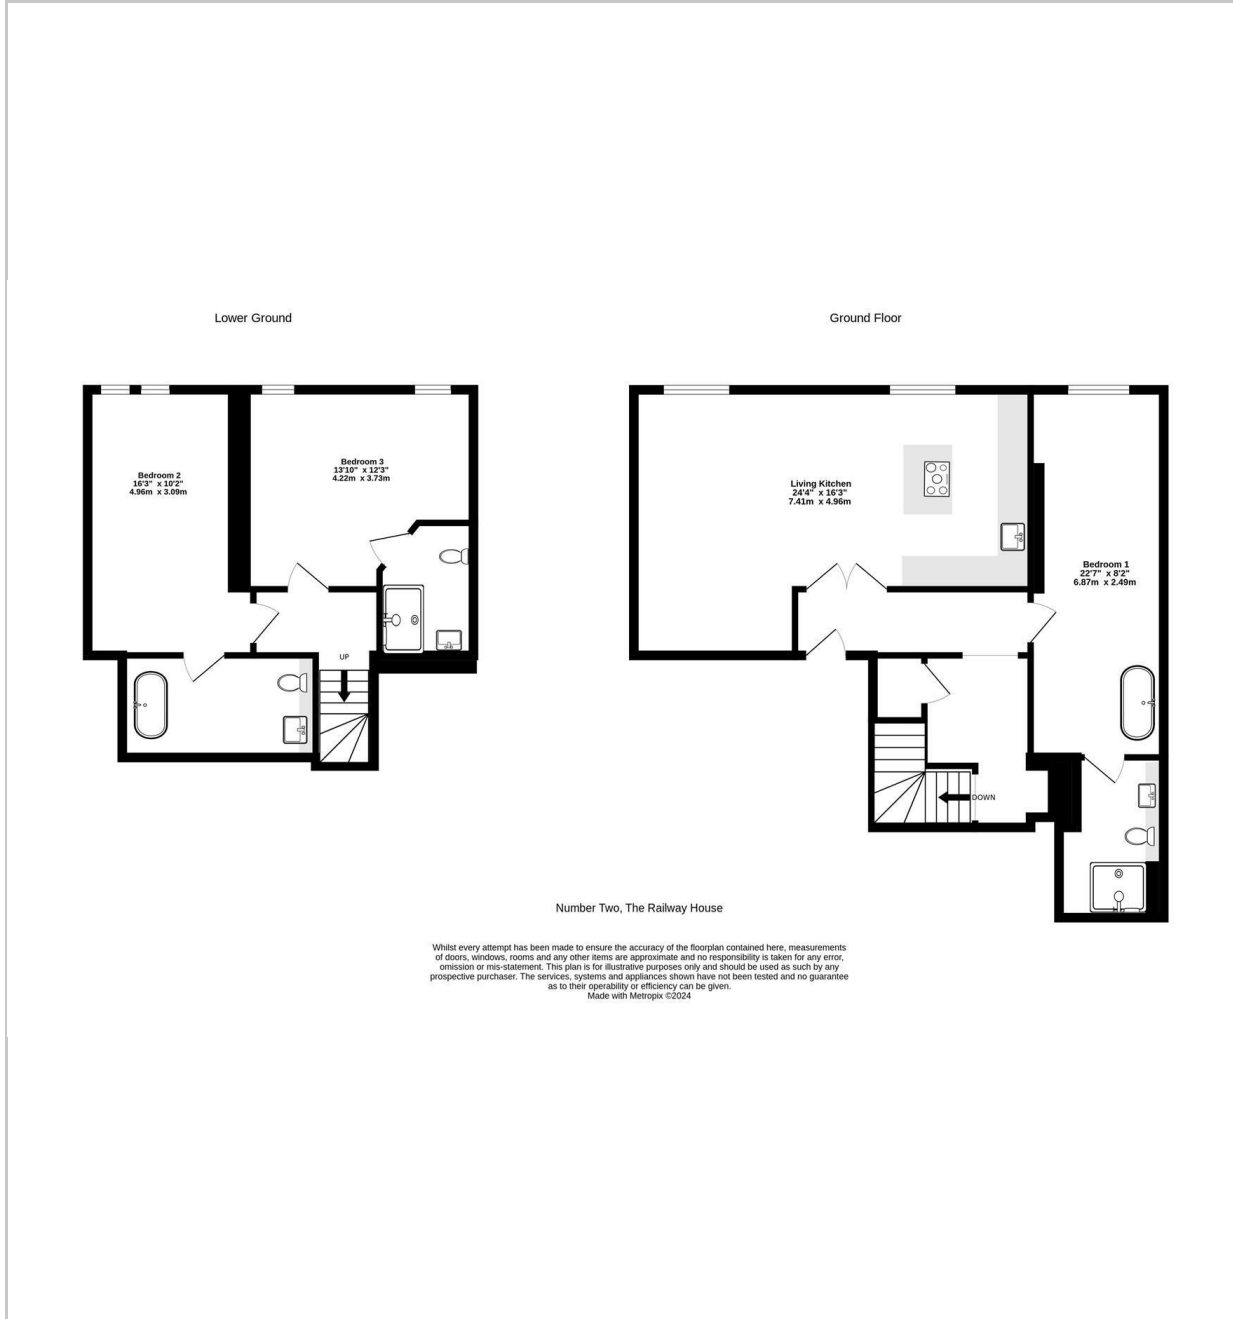 Lower Ground
Ground Floor
Bedroom 2
16'3" x 10'2"
4.96m x 3.09m
Bedroom 3
13'10" x 12'3"
4.22m x 3.73m
UP
Living Kitchen
24'4" x 16'3"
7.41m x 4.96m
Bedroom 1
22'7" x 8'2"
6.87m x 2.49m
DOWN
Number Two, The Railway House
Whilst every attempt has been made to ensure the accuracy of the floorplan contained here, measurements
of doors, windows, rooms and any other items are approximate and no responsibility is taken for any error,
omission or mis-statement. This plan is for illustrative purposes only and should be used as such by any
prospective purchaser. The services, systems and appliances shown have not been tested and no guarantee
as to their operability or efficiency can be given.
Made with Metropix ©2024